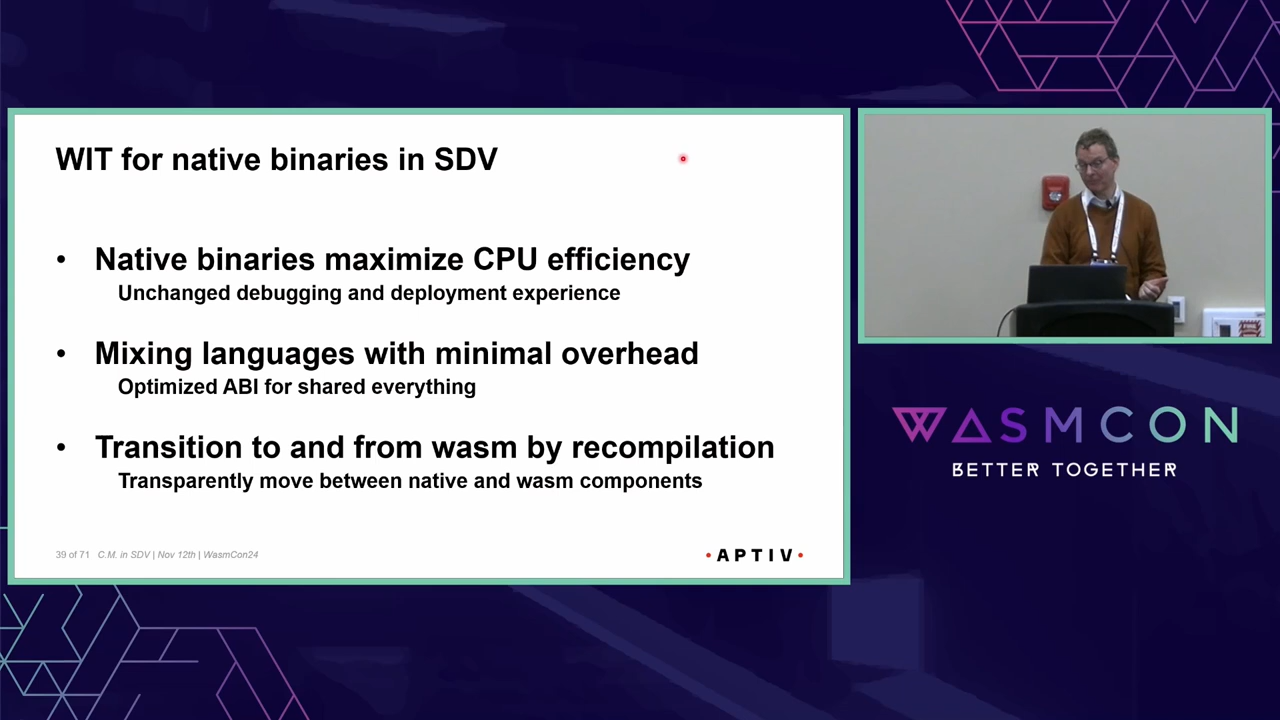 WIT for native binaries in SDV
• Native binaries maximize CPU efficiency
Unchanged debugging and deployment experience
• Mixing languages with minimal overhead
Optimized ABI for shared everything
• Transition to and from wasm by recompilation
Transparently move between native and wasm components
39 of 71 C.M. in SDV | Nov 12th | WasmCon24
• A P T I V •
WASMCON
BETTER TOGETHER